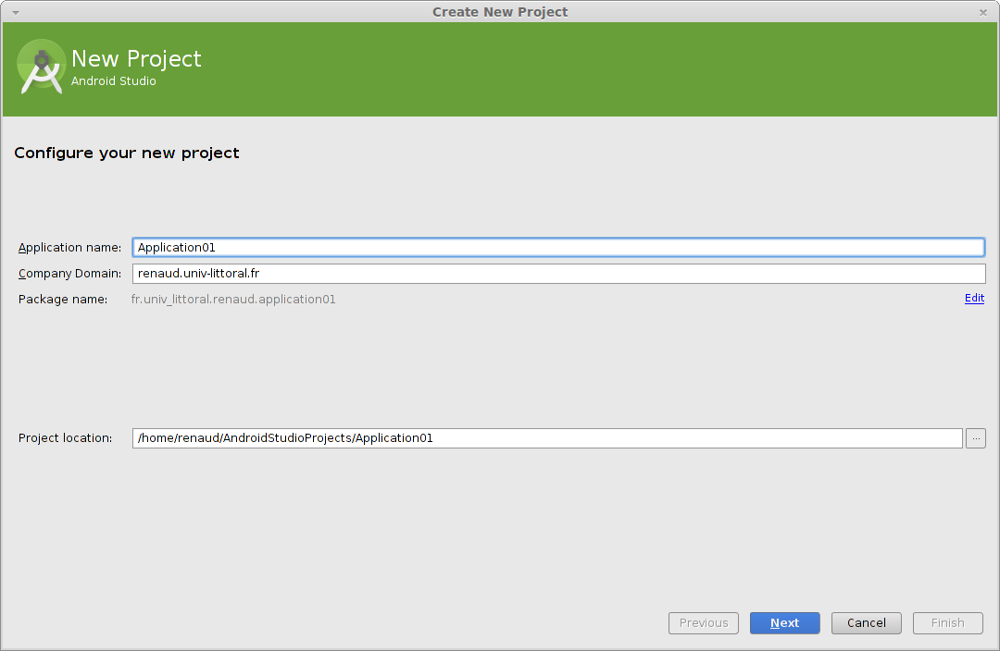 Create New Project
New Project
Android Studio
Configure your new project
Application name: Application01
Company Domain: renaud.univ-littoral.fr
Package name: fr.univ_littoral.renaud.application01 Edit
Project location: /home/renaud/AndroidStudioProjects/Application01 ...
Previous Next Cancel Finish